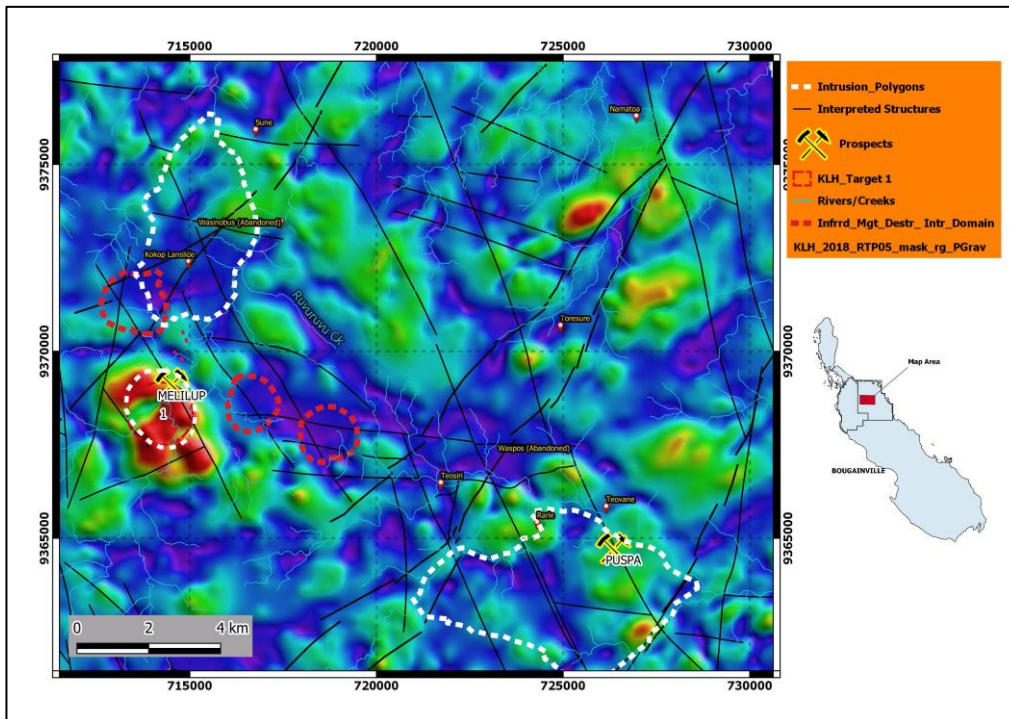 715000 720000 725000 730000
9375000
9370000
9365000
9375000
9370000
9365000
Sune
Namatoa
Wasinobus (Abandoned)
Kokop Lanslide
Ruvuruvu Ck
Toresure
MELILUP
1
Waspos (Abandoned)
Teosiri
Teovane
Rarie
PUSPA
0 2 4 km
715000 720000 725000 730000
Intrusion_Polygons
Interpreted Structures
Prospects
KLH_Target 1
Rivers/Creeks
Infrrd_Mgt_Destr_ Intr_Domain
KLH_2018_RTP05_mask_rg_PGrav
Map Area
BOUGAINVILLE